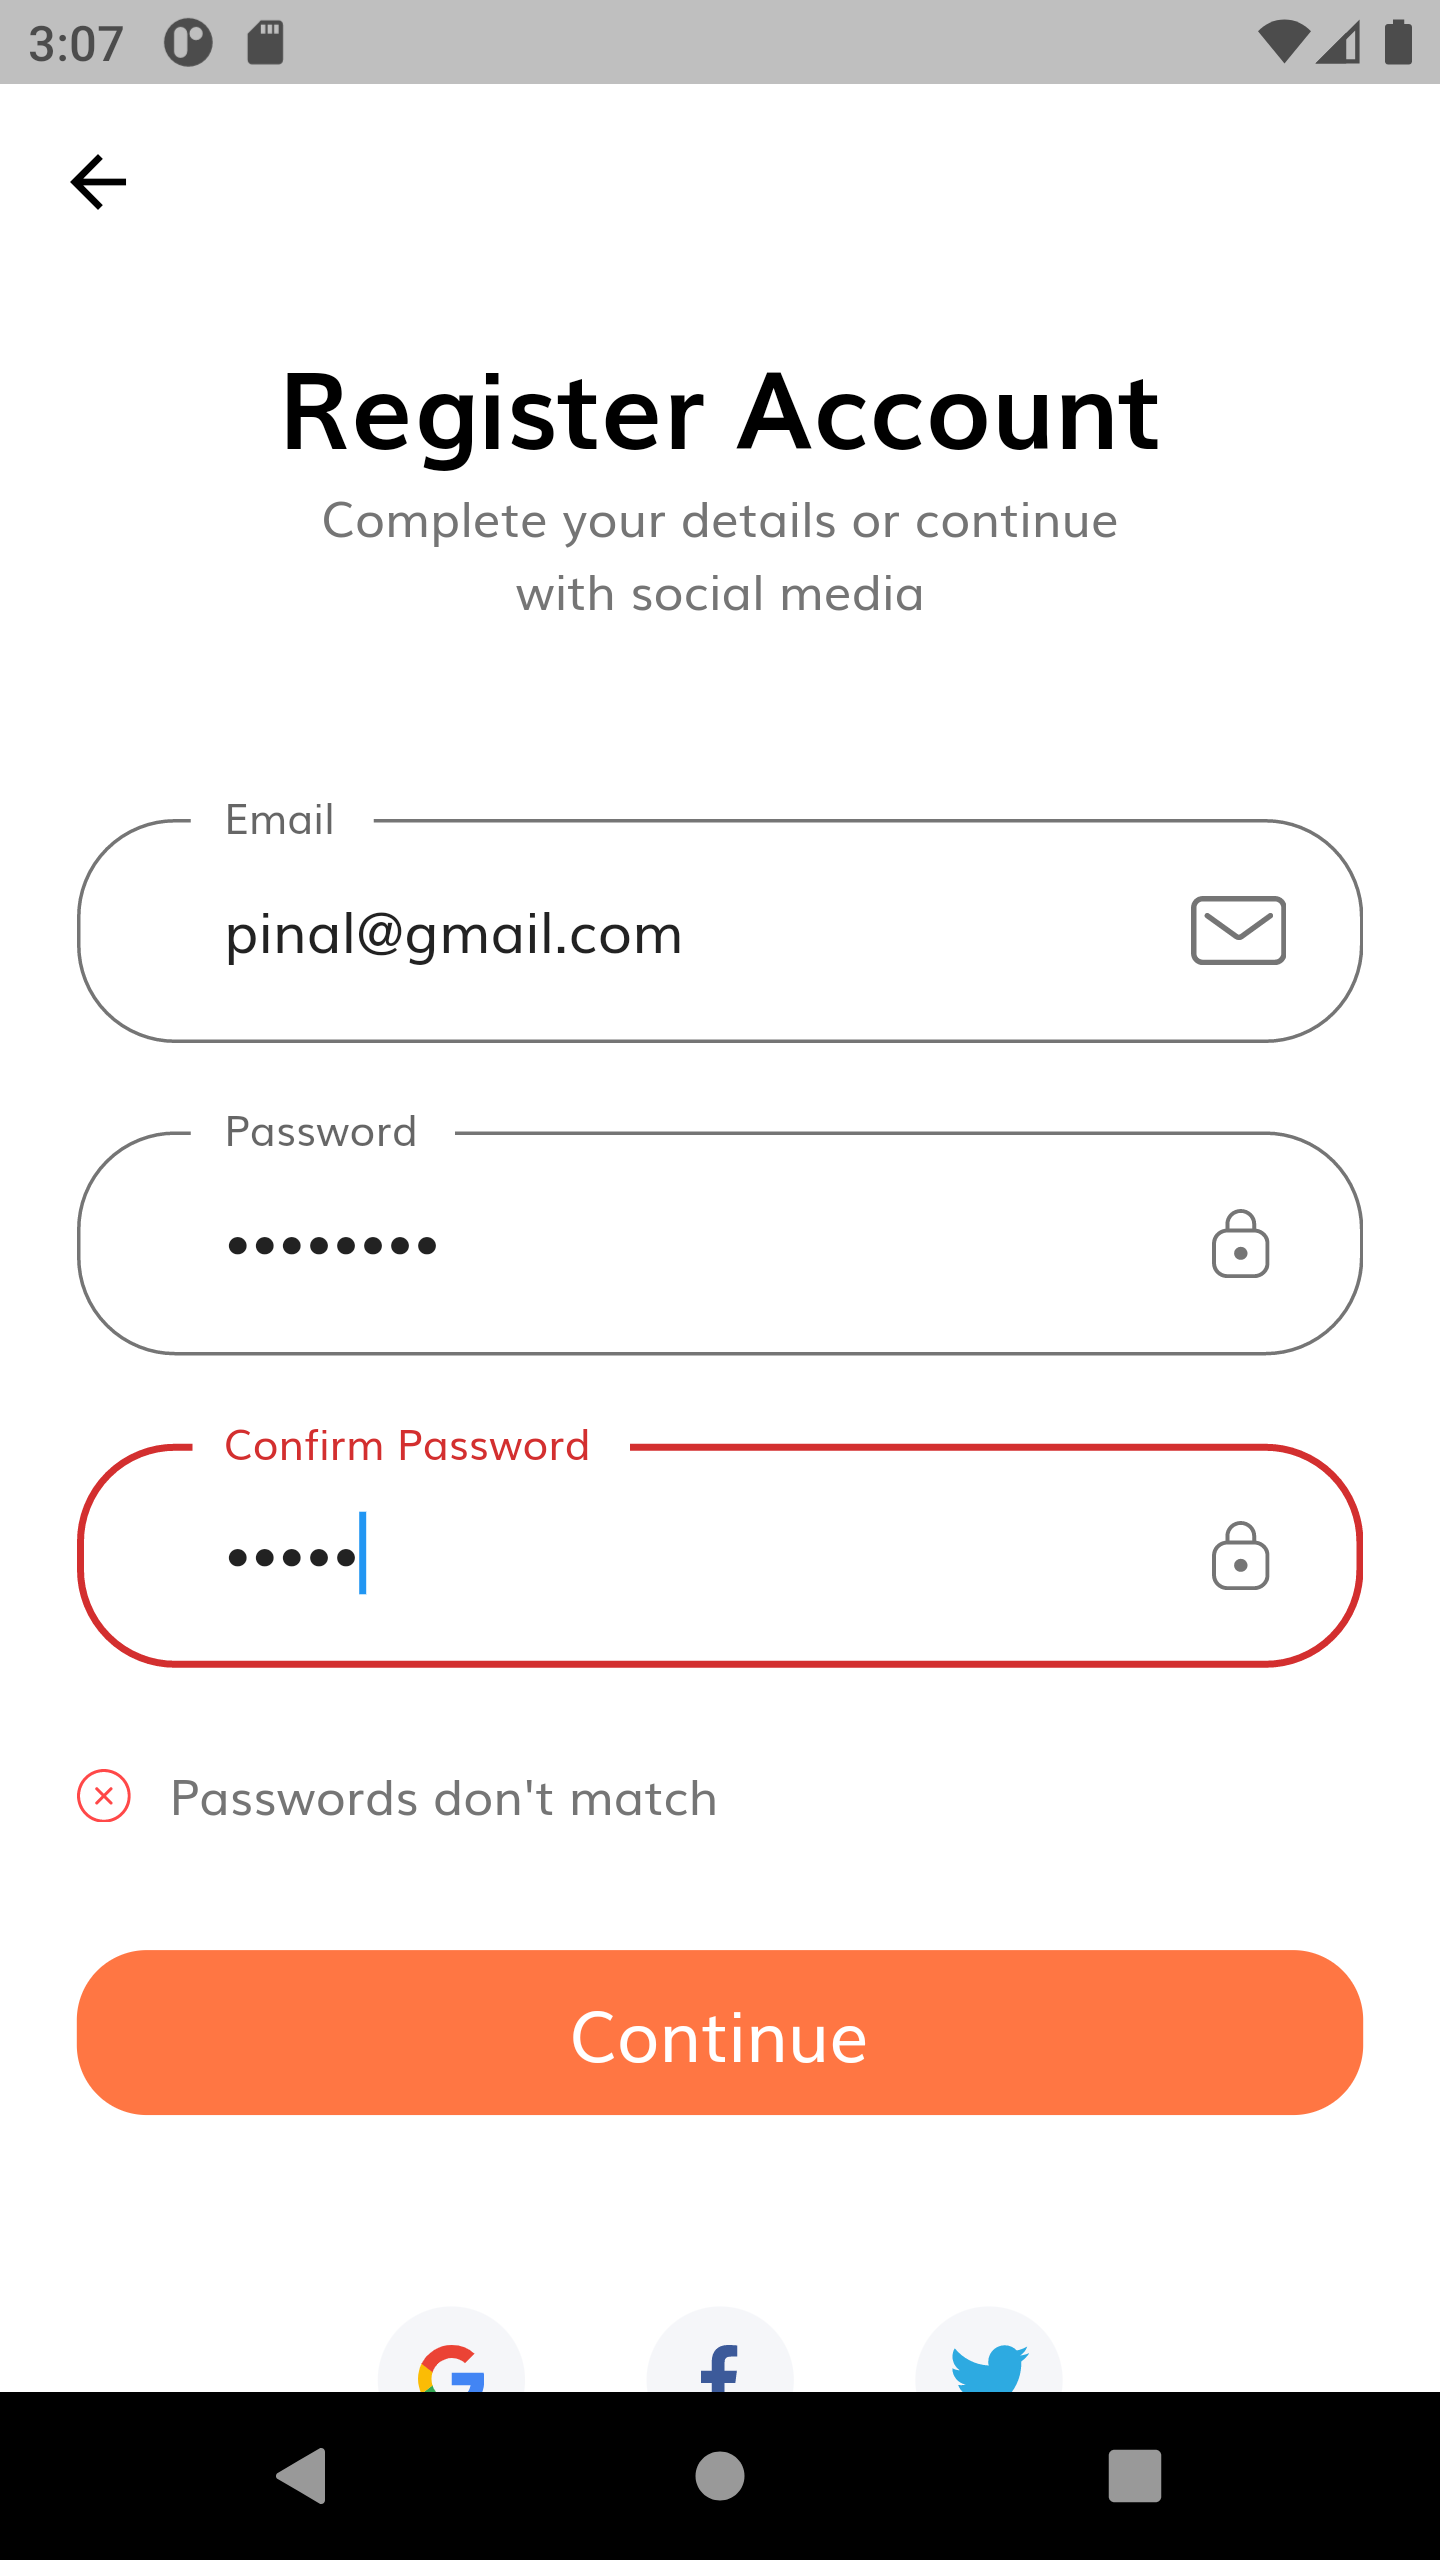 3:07
Register Account
Complete your details or continue
with social media
Email
pinal@gmail.com
Password
••••••••
Confirm Password
•••••
Passwords don't match
Continue